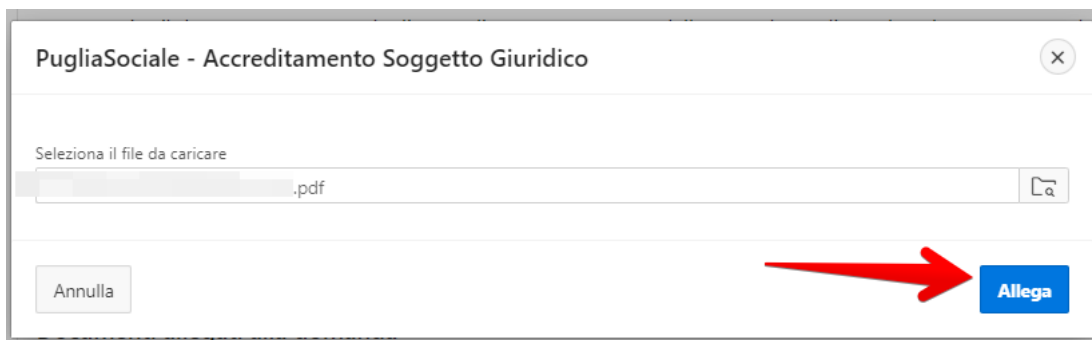 PugliaSociale - Accreditamento Soggetto Giuridico
Seleziona il file da caricare
.pdf
Annulla
Allega